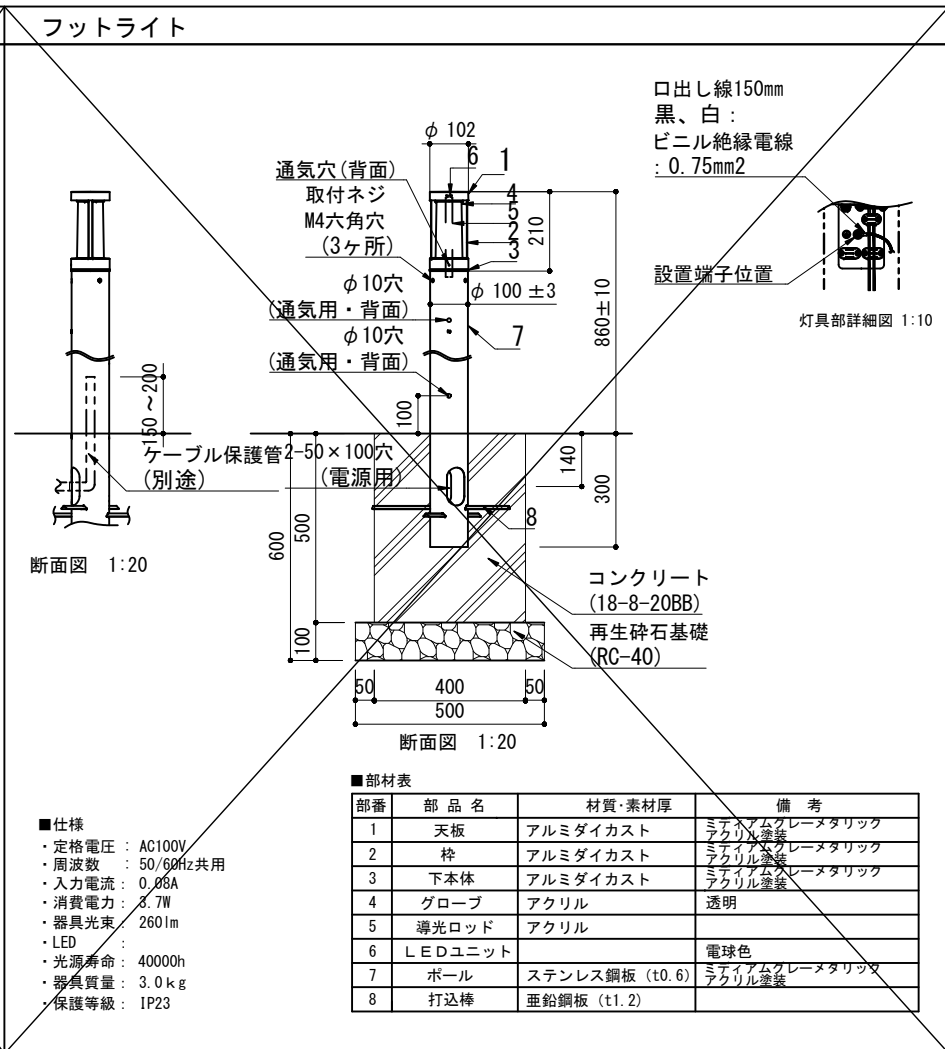 フットライト
口出し線150mm
黒、白：
ビニル絶縁電線
：0.75mm2
設置端子位置
灯具部詳細図 1:10
φ 102
6
1
通気穴(背面)
取付ネジ
M4六角穴
(3ヶ所)
4
5
2
3
210
φ10穴
(通気用・背面)
φ 100 ±3
860±10
7
φ10穴
(通気用・背面)
100
150～200
ケーブル保護管
(別途)
2-50×100穴
(電源用)
140
300
8
600
500
100
断面図 1:20
コンクリート
(18-8-20BB)
再生砕石基礎
(RC-40)
50
400
50
500
断面図 1:20
■仕様
・定格電圧 ： AC100V
・周波数 ： 50/60Hz共用
・入力電流 ： 0.08A
・消費電力 ： 3.7W
・器具光束 ： 260lm
・LED ：
・光源寿命 ： 40000h
・器具質量 ： 3.0kg
・保護等級 ： IP23
■部材表
部番 部品名 材質・素材厚 備考
1 天板 アルミダイカスト ミディアムグレーメタリック
アクリル塗装
2 枠 アルミダイカスト ミディアムグレーメタリック
アクリル塗装
3 下本体 アルミダイカスト ミディアムグレーメタリック
アクリル塗装
4 グローブ アクリル 透明
5 導光ロッド アクリル
6 LEDユニット 電球色
7 ポール ステンレス鋼板 (t0.6) ミディアムグレーメタリック
アクリル塗装
8 打込棒 亜鉛鋼板 (t1.2)